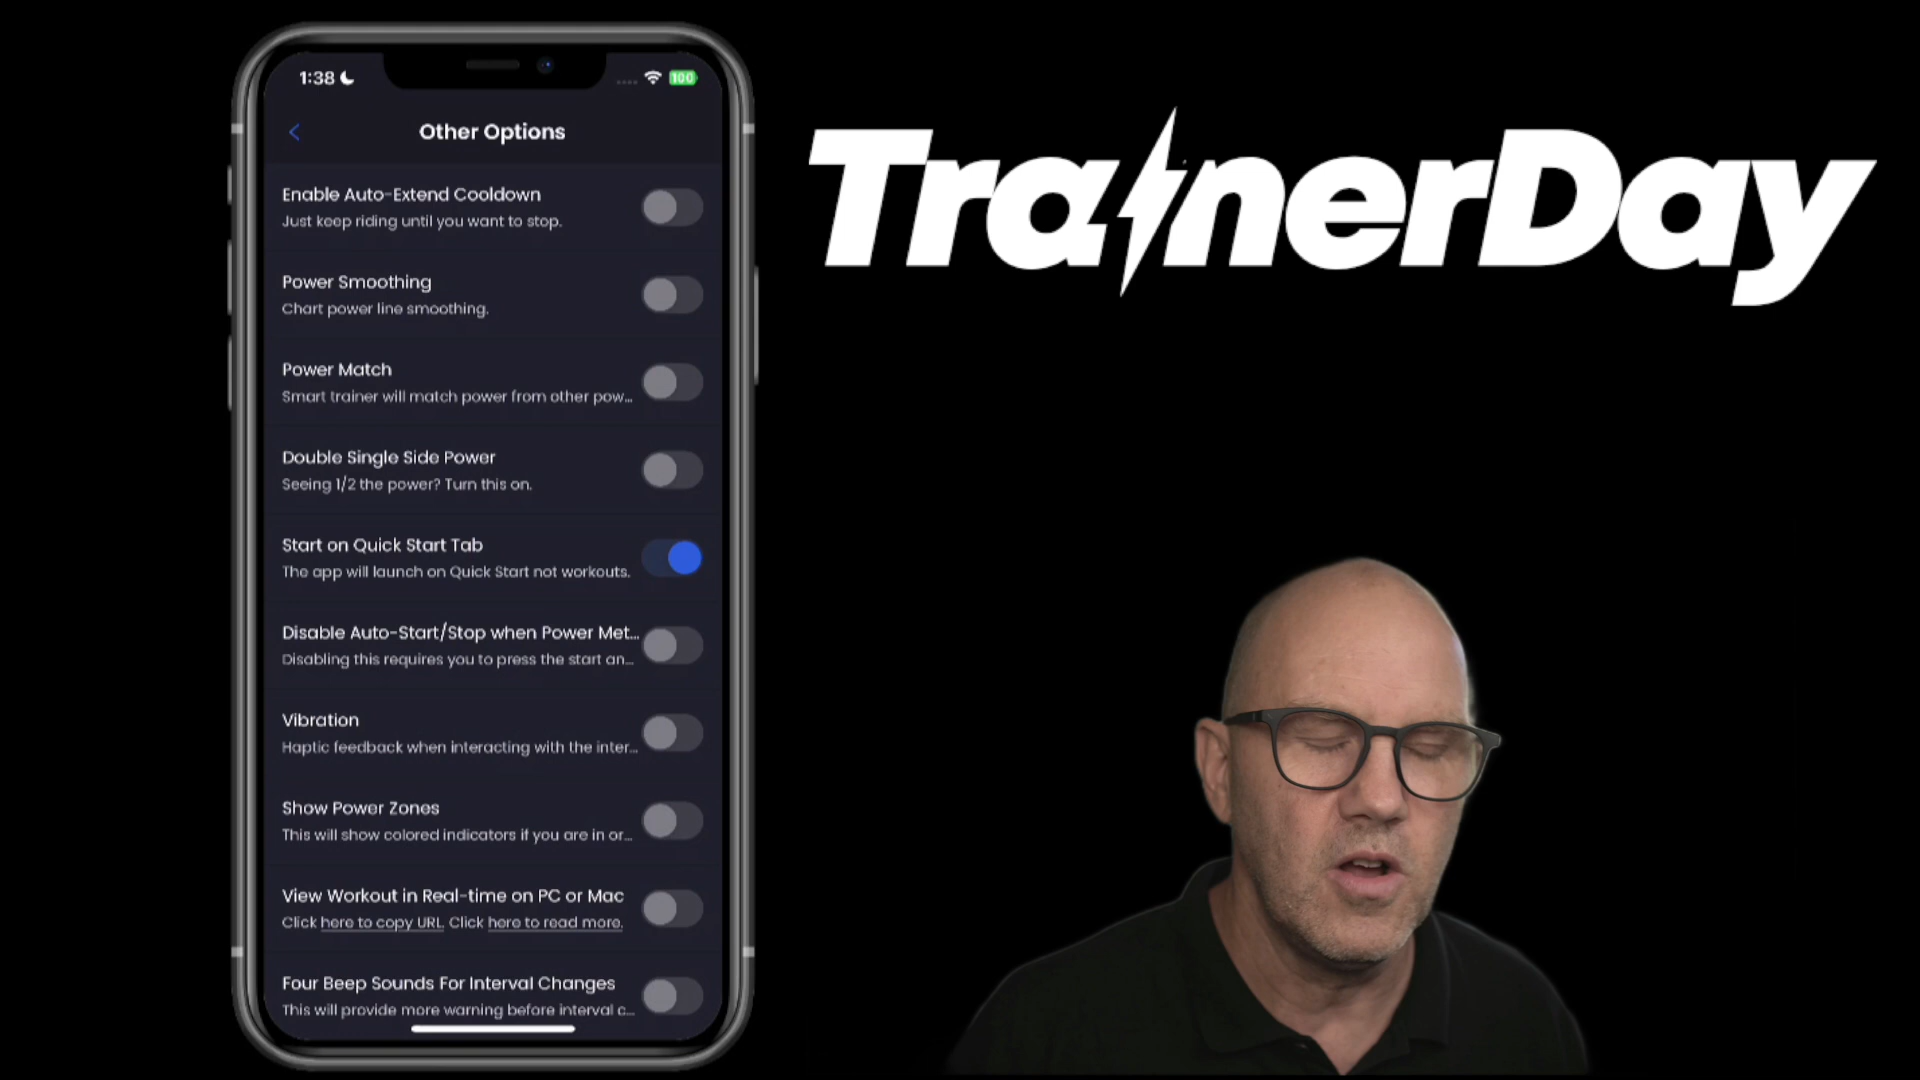 1:38
100
Other Options
Enable Auto-Extend Cooldown
Just keep riding until you want to stop.
Power Smoothing
Chart power line smoothing.
Power Match
Smart trainer will match power from other pow...
Double Single Side Power
Seeing 1/2 the power? Turn this on.
Start on Quick Start Tab
The app will launch on Quick Start not workouts.
Disable Auto-Start/Stop when Power Met...
Disabling this requires you to press the start an...
Vibration
Haptic feedback when interacting with the inter...
Show Power Zones
This will show colored indicators if you are in or...
View Workout in Real-time on PC or Mac
Click here to copy URL. Click here to read more.
Four Beep Sounds For Interval Changes
This will provide more warning before interval c...
TrainerDay